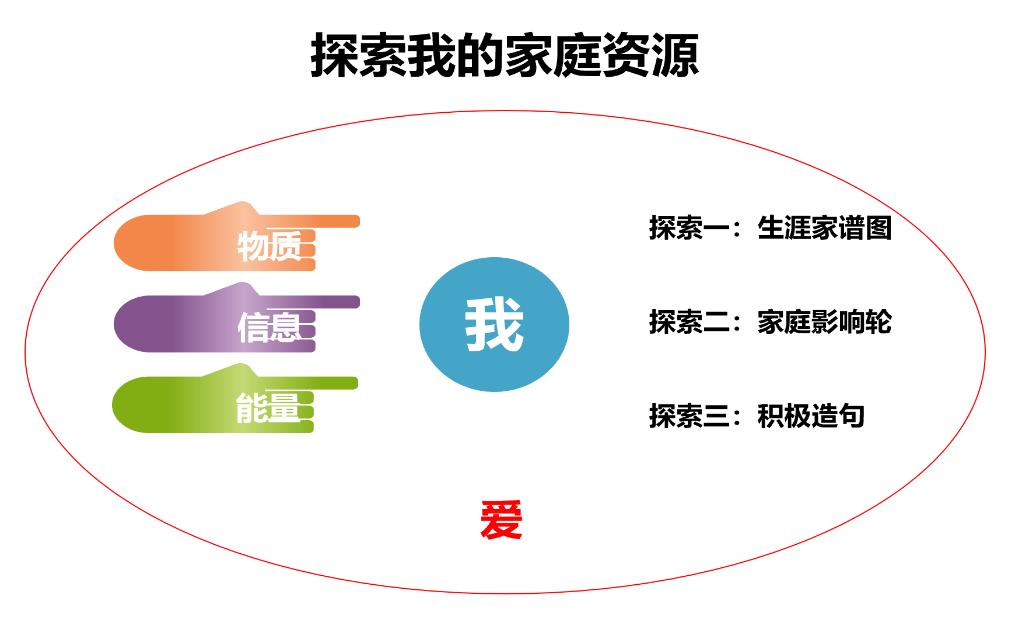 探索我的家庭资源
物质
信息
能量
我
探索一：生涯家谱图
探索二：家庭影响轮
探索三：积极造句
爱